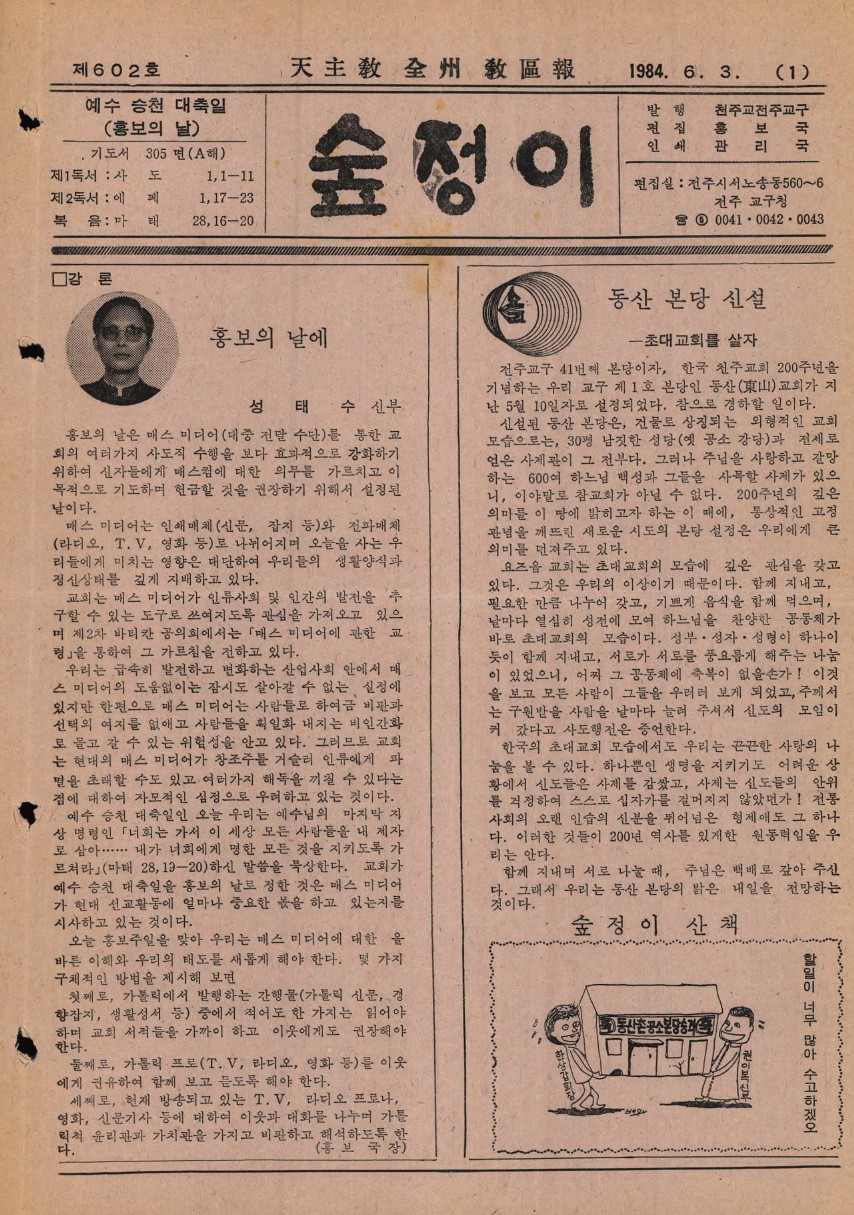 제602호
天主敎 全州 敎區報
1984. 6. 3. (1)
예수 승천 대축일
(홍보의 날)
기도서 305 면(A해)
제1독서 : 사 도 1,1—11
제2독서 : 에 페 1,17—23
복 음 : 마 태 28,16—20
숲정이
발 행 천주교전주교구
편 집 홍 보 국
인 쇄 관 리 국
편집실 : 전주시서노송동560～6
전주 교구청
☎ ⑤ 0041・0042・0043
□강 론
홍보의 날에
성 태 수 신부
홍보의 날은 매스 미디어(대중 전달 수단)를 통한 교
회의 여러가지 사도직 수행을 보다 효과적으로 강화하기
위하여 신자들에게 매스컴에 대한 의무를 가르치고 이
목적으로 기도하며 헌금할 것을 권장하기 위해서 설정된
날이다.
매스 미디어는 인쇄매체(신문, 잡지 등)와 전파매체
(라디오, T.V, 영화 등)로 나뉘어지며 오늘을 사는 우
리들에게 미치는 영향은 대단하여 우리들의 생활양식과
정신상태를 깊게 지배하고 있다.
교회는 매스 미디어가 인류사회 및 인간의 발전을 추
구할 수 있는 도구로 쓰여지도록 관심을 가져오고 있으
며 제2차 바티칸 공의회에서는 「매스 미디어에 관한 교
령」을 통하여 그 가르침을 전하고 있다.
우리는 급속히 발전하고 변화하는 산업사회 안에서 매
스 미디어의 도움없이는 잠시도 살아갈 수 없는 실정에
있지만 한편으로 매스 미디어는 사람들로 하여금 비판과
선택의 여지를 없애고 사람들을 획일화 내지는 비인간화
로 몰고 갈 수 있는 위험성을 안고 있다. 그러므로 교회
는 현대의 매스 미디어가 창조주를 거슬러 인류에게 파
멸을 초래할 수도 있고 여러가지 해독을 끼칠 수 있다는
점에 대하여 자모적인 심정으로 우려하고 있는 것이다.
예수 승천 대축일인 오늘 우리는 예수님의 마지막 지
상 명령인 「너희는 가서 이 세상 모든 사람들을 내 제자
로 삼아…… 내가 너희에게 명한 모든 것을 지키도록 가
르쳐라」(마태 28,19—20)하신 말씀을 묵상한다. 교회가
예수 승천 대축일을 홍보의 날로 정한 것은 매스 미디어
가 현대 선교활동에 얼마나 중요한 몫을 하고 있는지를
시사하고 있는 것이다.
오늘 홍보주일을 맞아 우리는 매스 미디어에 대한 올
바른 이해와 우리의 태도를 새롭게 해야 한다. 몇 가지
구체적인 방법을 제시해 보면
첫째로, 가톨릭에서 발행하는 간행물(가톨릭 신문, 경
향잡지, 생활성서 등) 중에서 적어도 한 가지는 읽어야
하며 교회 서적들을 가까이 하고 이웃에게도 권장해야
한다.
둘째로, 가톨릭 프로(T.V, 라디오, 영화 등)를 이웃
에게 권유하여 함께 보고 듣도록 해야 한다.
세째로, 현재 방송되고 있는 T.V, 라디오 프로나,
영화, 신문기사 등에 대하여 이웃과 대화를 나누며 가톨
릭적 윤리관과 가치관을 가지고 비판하고 해석하도록 한
다. (홍 보 국 장)
솔
동산 본당 신설
—초대교회를 살자
전주교구 41번째 본당이자, 한국 천주교회 200주년을
기념하는 우리 교구 제1호 본당인 동산(東山)교회가 지
난 5월 10일자로 설정되었다. 참으로 경하할 일이다.
신설된 동산 본당은, 건물로 상징되는 외형적인 교회
모습으로는, 30평 남짓한 성당(옛 공소 강당)과 전세로
얻은 사제관이 그 전부다. 그러나 주님을 사랑하고 갈망
하는 600여 하느님 백성과 그들을 사목할 사제가 있으
니, 이야말로 참교회가 아닐 수 없다. 200주년의 깊은
의미를 이 땅에 밝히고자 하는 이 때에, 통상적인 고정
관념을 깨뜨린 새로운 시도의 본당 설정은 우리에게 큰
의미를 던져주고 있다.
요즈음 교회는 초대교회의 모습에 깊은 관심을 갖고
있다. 그것은 우리의 이상이기 때문이다. 함께 지내고,
필요한 만큼 나누어 갖고, 기쁘게 음식을 함께 먹으며,
날마다 열심히 성전에 모여 하느님을 찬양한 공동체가
바로 초대교회의 모습이다. 성부・성자・성령이 하나이
듯이 함께 지내고, 서로가 서로를 풍요롭게 해주는 나눔
이 있었으니, 어찌 그 공동체에 축복이 없을손가! 이것
을 보고 모든 사람이 그들을 우러러 보게 되었고, 주께서
는 구원받을 사람을 날마다 늘려 주셔서 신도의 모임이
커 갔다고 사도행전은 증언한다.
한국의 초대교회 모습에서도 우리는 끈끈한 사랑의 나
눔을 볼 수 있다. 하나뿐인 생명을 지키기도 어려운 상
황에서 신도들은 사제를 감쌌고, 사제는 신도들의 안위
를 걱정하여 스스로 십자가를 걸머지지 않았던가! 전통
사회의 오랜 인습의 신분을 뛰어넘은 형제애도 그 하나
다. 이러한 것들이 200년 역사를 있게한 원동력임을 우
리는 안다.
함께 지내며 서로 나눌 때, 주님은 백배로 갚아 주신
다. 그래서 우리는 동산 본당의 밝은 내일을 전망하는
것이다.
숲 정 이 산 책
할일이 너무 많아 수고하겠오
동산촌공소본당승격
권이복신부